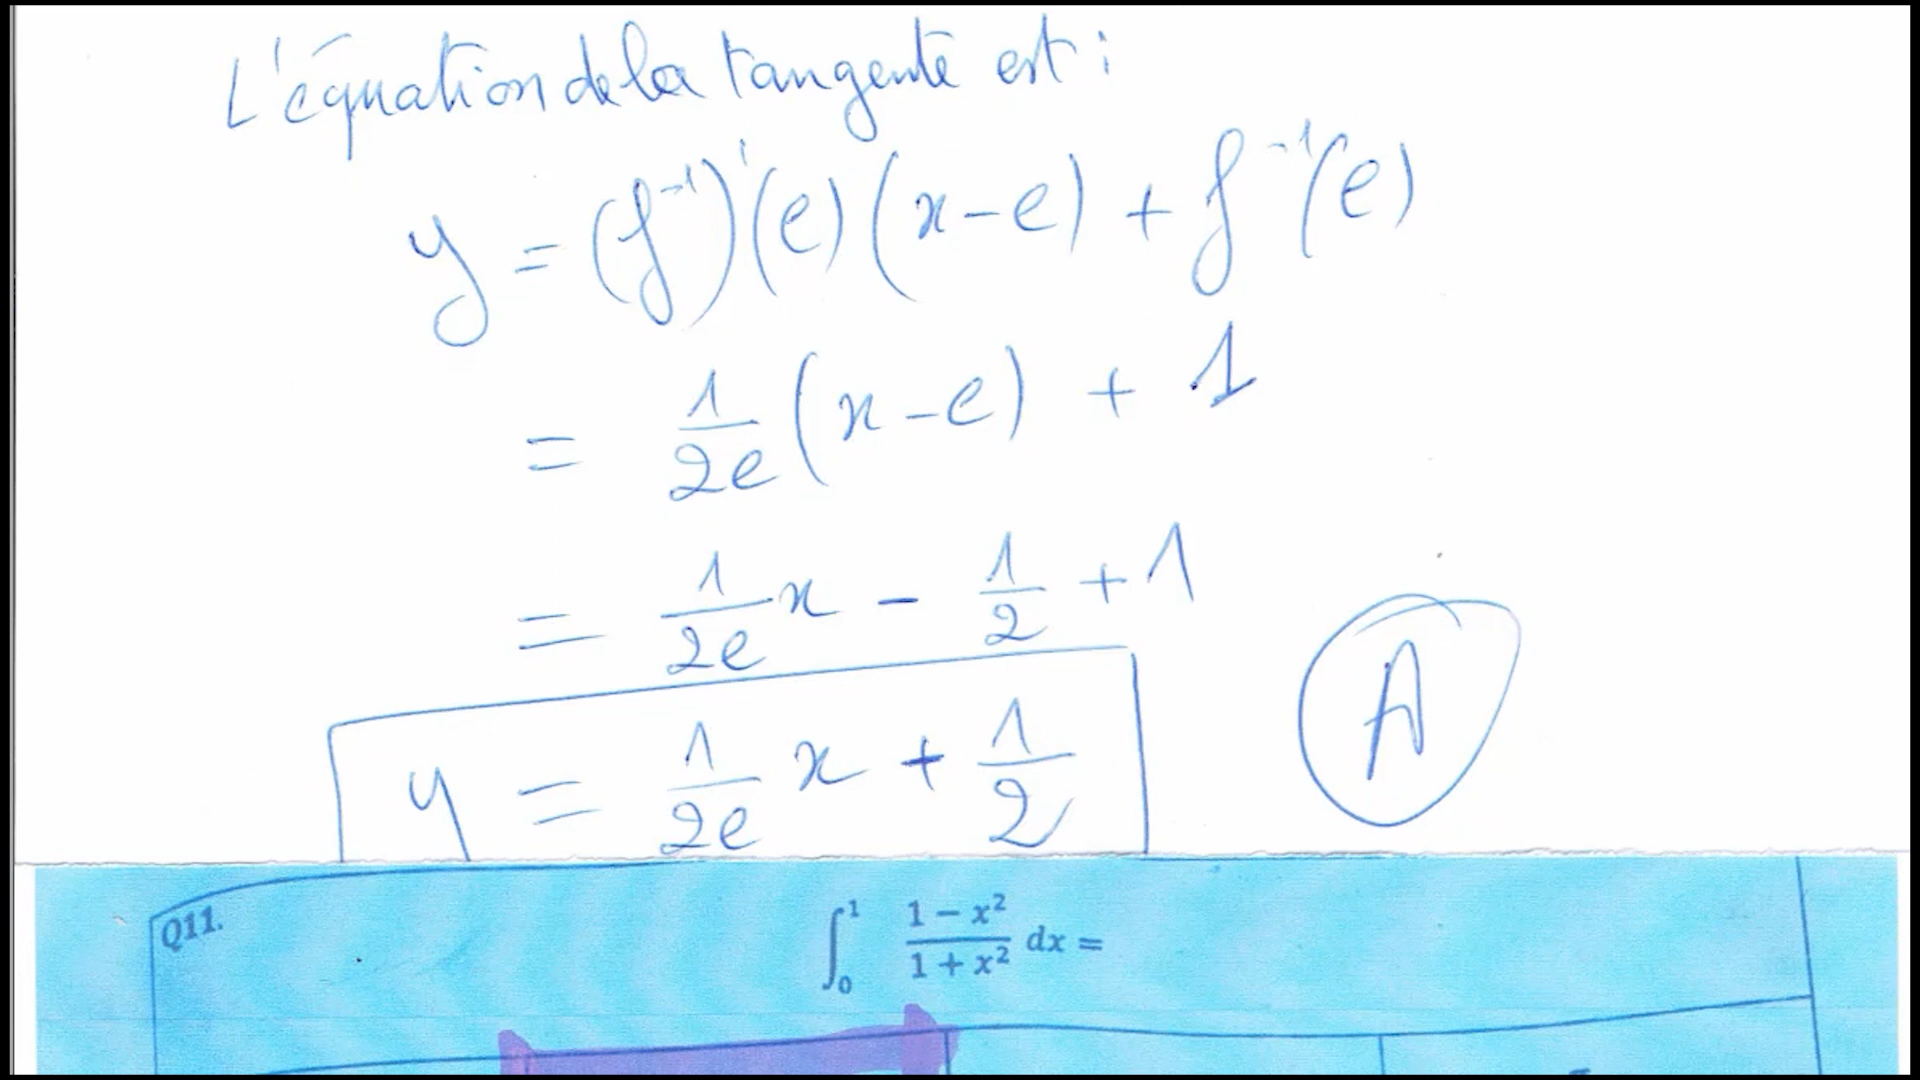 L'équation de la tangente est :
y = (f⁻¹)'(e)(x-e) + f⁻¹(e)
= 1/2e (x-e) + 1
= 1/2e x - 1/2 + 1
y = 1/2e x + 1/2
A
Q11.
∫₀¹ (1 - x²)/(1 + x²) dx =